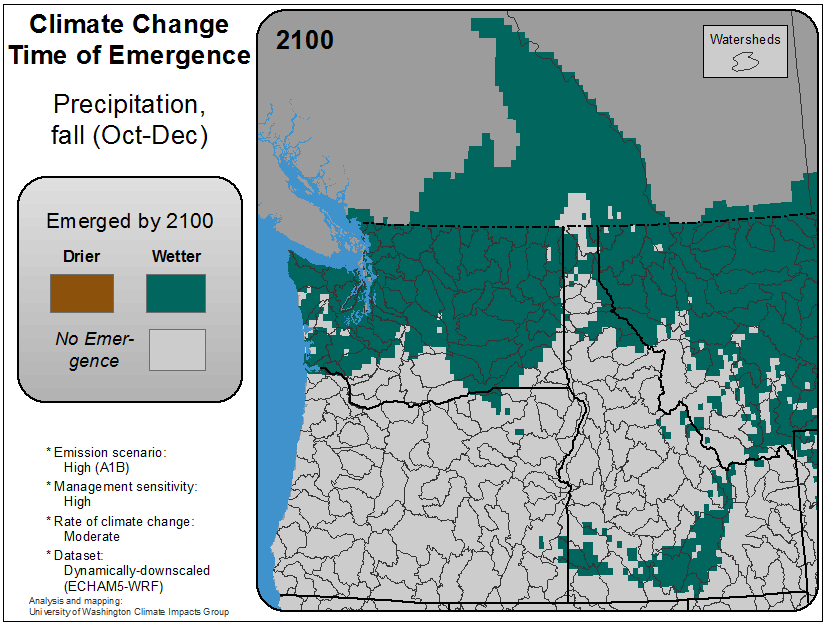 Climate Change
Time of Emergence
Precipitation,
fall (Oct-Dec)
Emerged by 2100
Drier
Wetter
No Emer-
gence
* Emission scenario:
High (A1B)
* Management sensitivity:
High
* Rate of climate change:
Moderate
* Dataset:
Dynamically-downscaled
(ECHAM5-WRF)
Analysis and mapping:
University of Washington Climate Impacts Group
2100
Watersheds